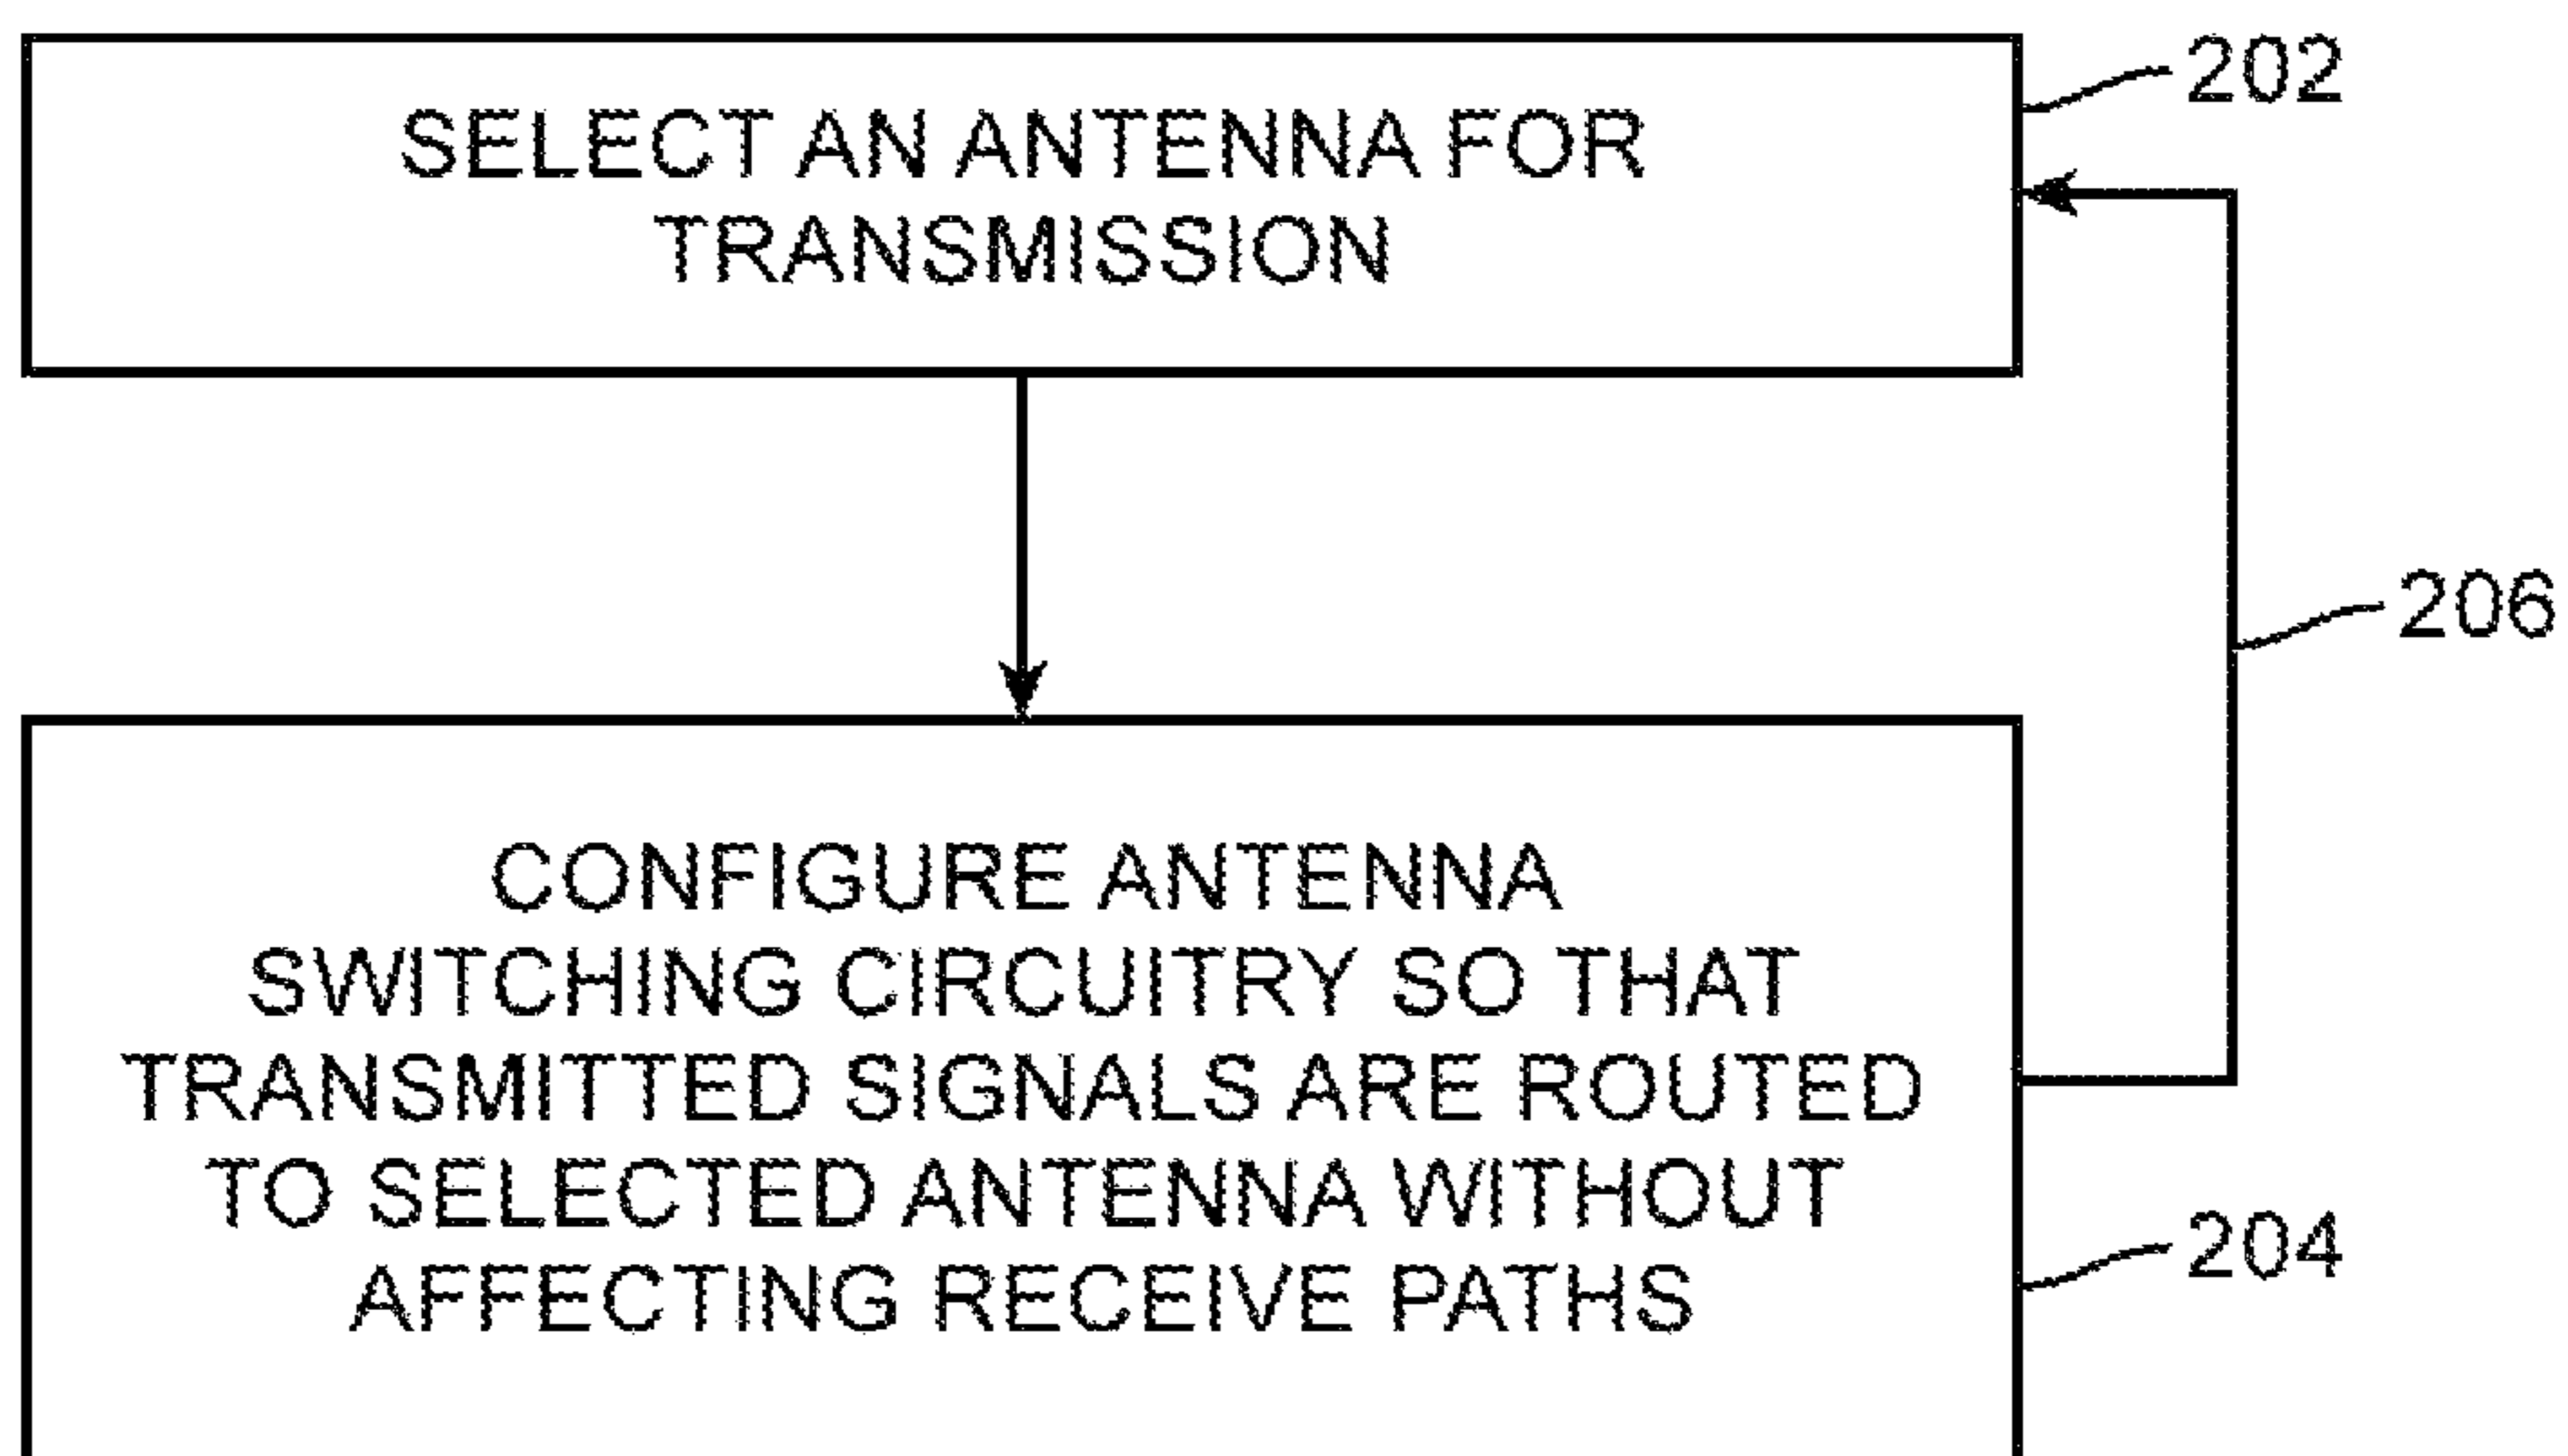 SELECT AN ANTENNA FOR
TRANSMISSION
202
206
CONFIGURE ANTENNA
SWITCHING CIRCUITRY SO THAT
TRANSMITTED SIGNALS ARE ROUTED
TO SELECTED ANTENNA WITHOUT
AFFECTING RECEIVE PATHS
204